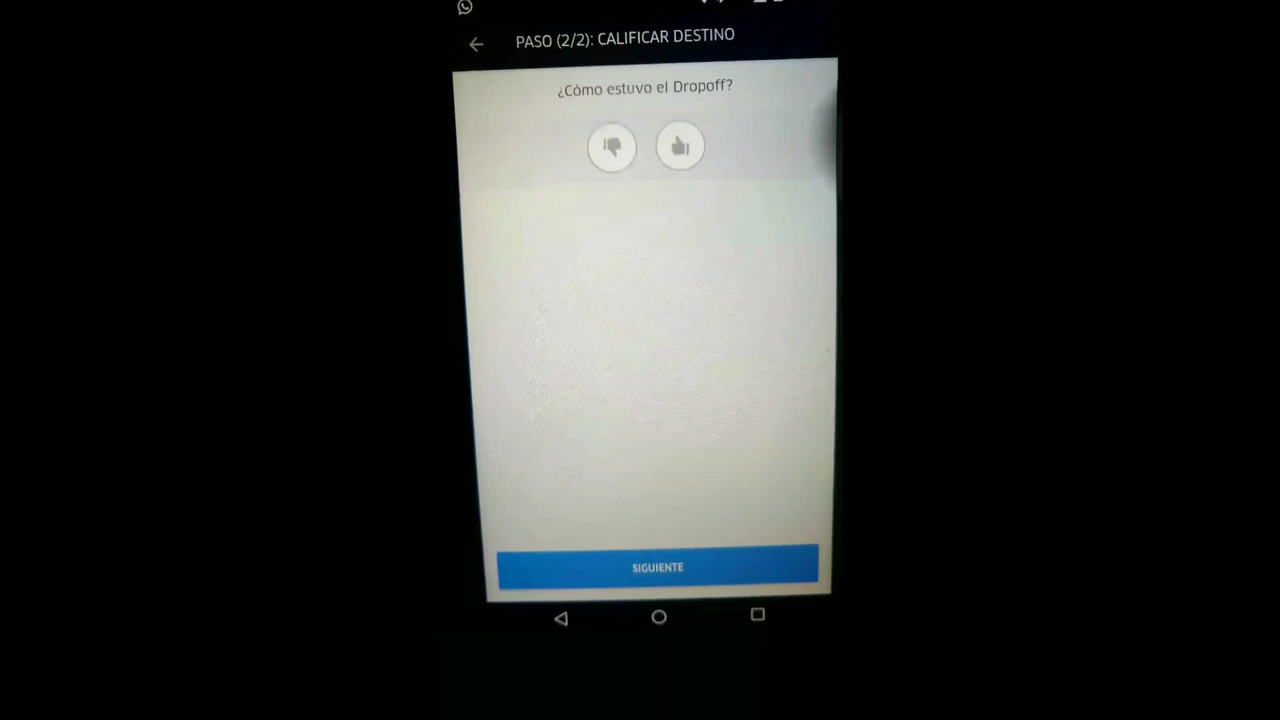 PASO (2/2): CALIFICAR DESTINO
¿Cómo estuvo el Dropoff?
SIGUIENTE